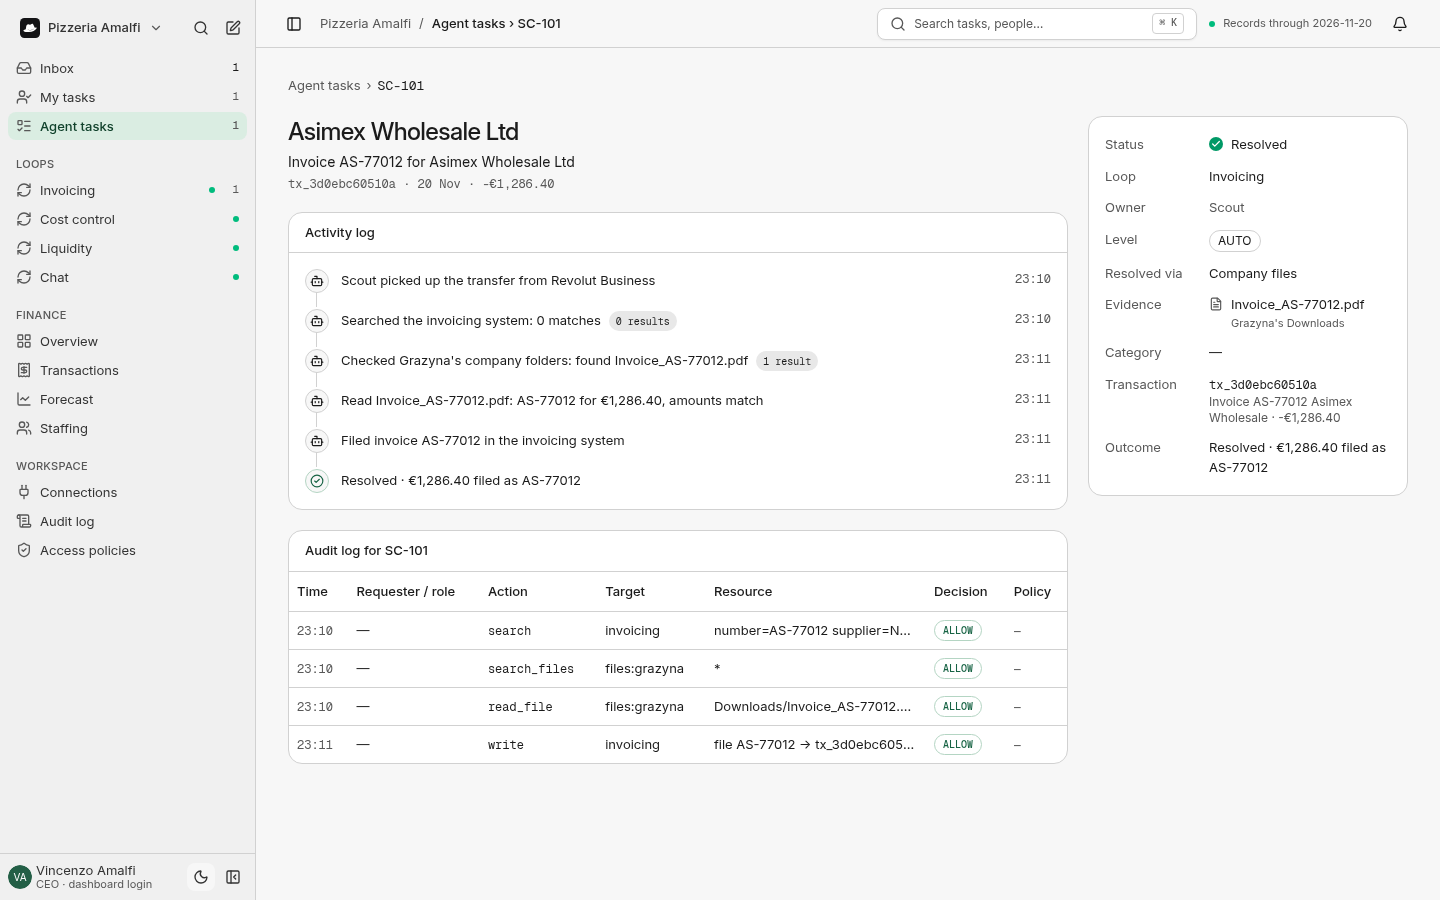 Pizzeria Amalfi
Inbox 1
My tasks 1
Agent tasks 1
LOOPS
Invoicing 1
Cost control
Liquidity
Chat
FINANCE
Overview
Transactions
Forecast
Staffing
WORKSPACE
Connections
Audit log
Access policies
VA
Vincenzo Amalfi
CEO · dashboard login
Pizzeria Amalfi / Agent tasks › SC-101
Search tasks, people... ⌘ K
Records through 2026-11-20
Agent tasks › SC-101
Asimex Wholesale Ltd
Invoice AS-77012 for Asimex Wholesale Ltd
tx_3d0ebc60510a · 20 Nov · -€1,286.40
Activity log
Scout picked up the transfer from Revolut Business 23:10
Searched the invoicing system: 0 matches 0 results 23:10
Checked Grazyna's company folders: found Invoice_AS-77012.pdf 1 result 23:11
Read Invoice_AS-77012.pdf: AS-77012 for €1,286.40, amounts match 23:11
Filed invoice AS-77012 in the invoicing system 23:11
Resolved · €1,286.40 filed as AS-77012 23:11
Audit log for SC-101
Time Requester / role Action Target Resource Decision Policy
23:10 — search invoicing number=AS-77012 supplier=N... ALLOW –
23:10 — search_files files:grazyna * ALLOW –
23:10 — read_file files:grazyna Downloads/Invoice_AS-77012.... ALLOW –
23:11 — write invoicing file AS-77012 → tx_3d0ebc605... ALLOW –
Status Resolved
Loop Invoicing
Owner Scout
Level AUTO
Resolved via Company files
Evidence Invoice_AS-77012.pdf
Grazyna's Downloads
Category —
Transaction tx_3d0ebc60510a
Invoice AS-77012 Asimex
Wholesale · -€1,286.40
Outcome Resolved · €1,286.40 filed as
AS-77012